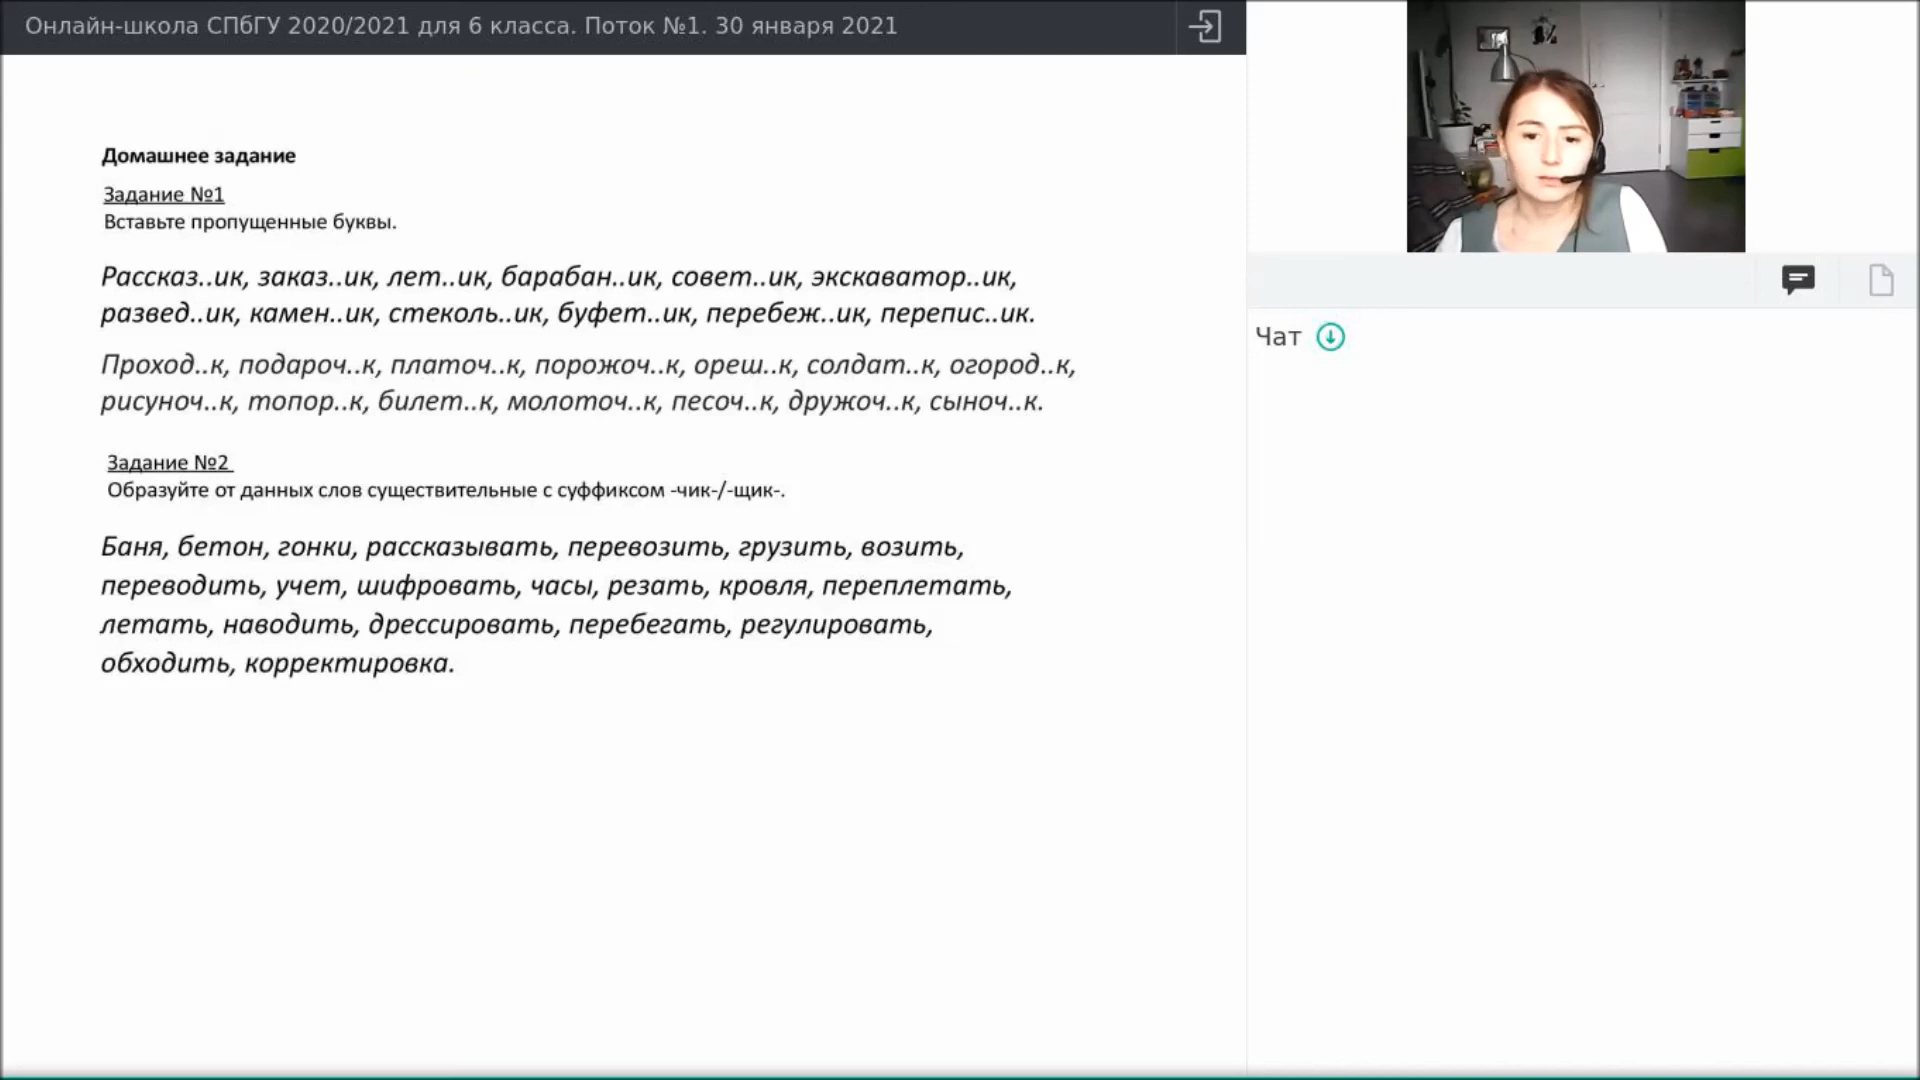 Онлайн-школа СПбГУ 2020/2021 для 6 класса. Поток №1. 30 января 2021
Домашнее задание
Задание №1
Вставьте пропущенные буквы.
Рассказ..ик, заказ..ик, лет..ик, барабан..ик, совет..ик, экскаватор..ик,
развед..ик, камен..ик, стеколь..ик, буфет..ик, перебеж..ик, перепис..ик.
Проход..к, подароч..к, платоч..к, порожоч..к, ореш..к, солдат..к, огород..к,
рисуноч..к, топор..к, билет..к, молоточ..к, песоч..к, дружоч..к, сыноч..к.
Задание №2
Образуйте от данных слов существительные с суффиксом -чик-/-щик-.
Баня, бетон, гонки, рассказывать, перевозить, грузить, возить,
переводить, учет, шифровать, часы, резать, кровля, переплетать,
летать, наводить, дрессировать, перебегать, регулировать,
обходить, корректировка.
Чат